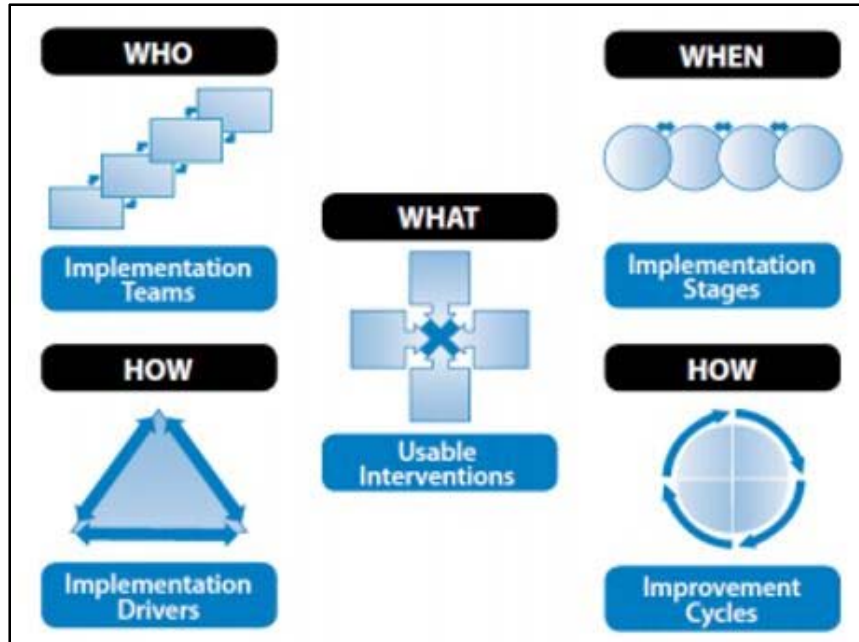 WHO
Implementation
Teams
HOW
Implementation
Drivers
WHAT
Usable
Interventions
WHEN
Implementation
Stages
HOW
Improvement
Cycles